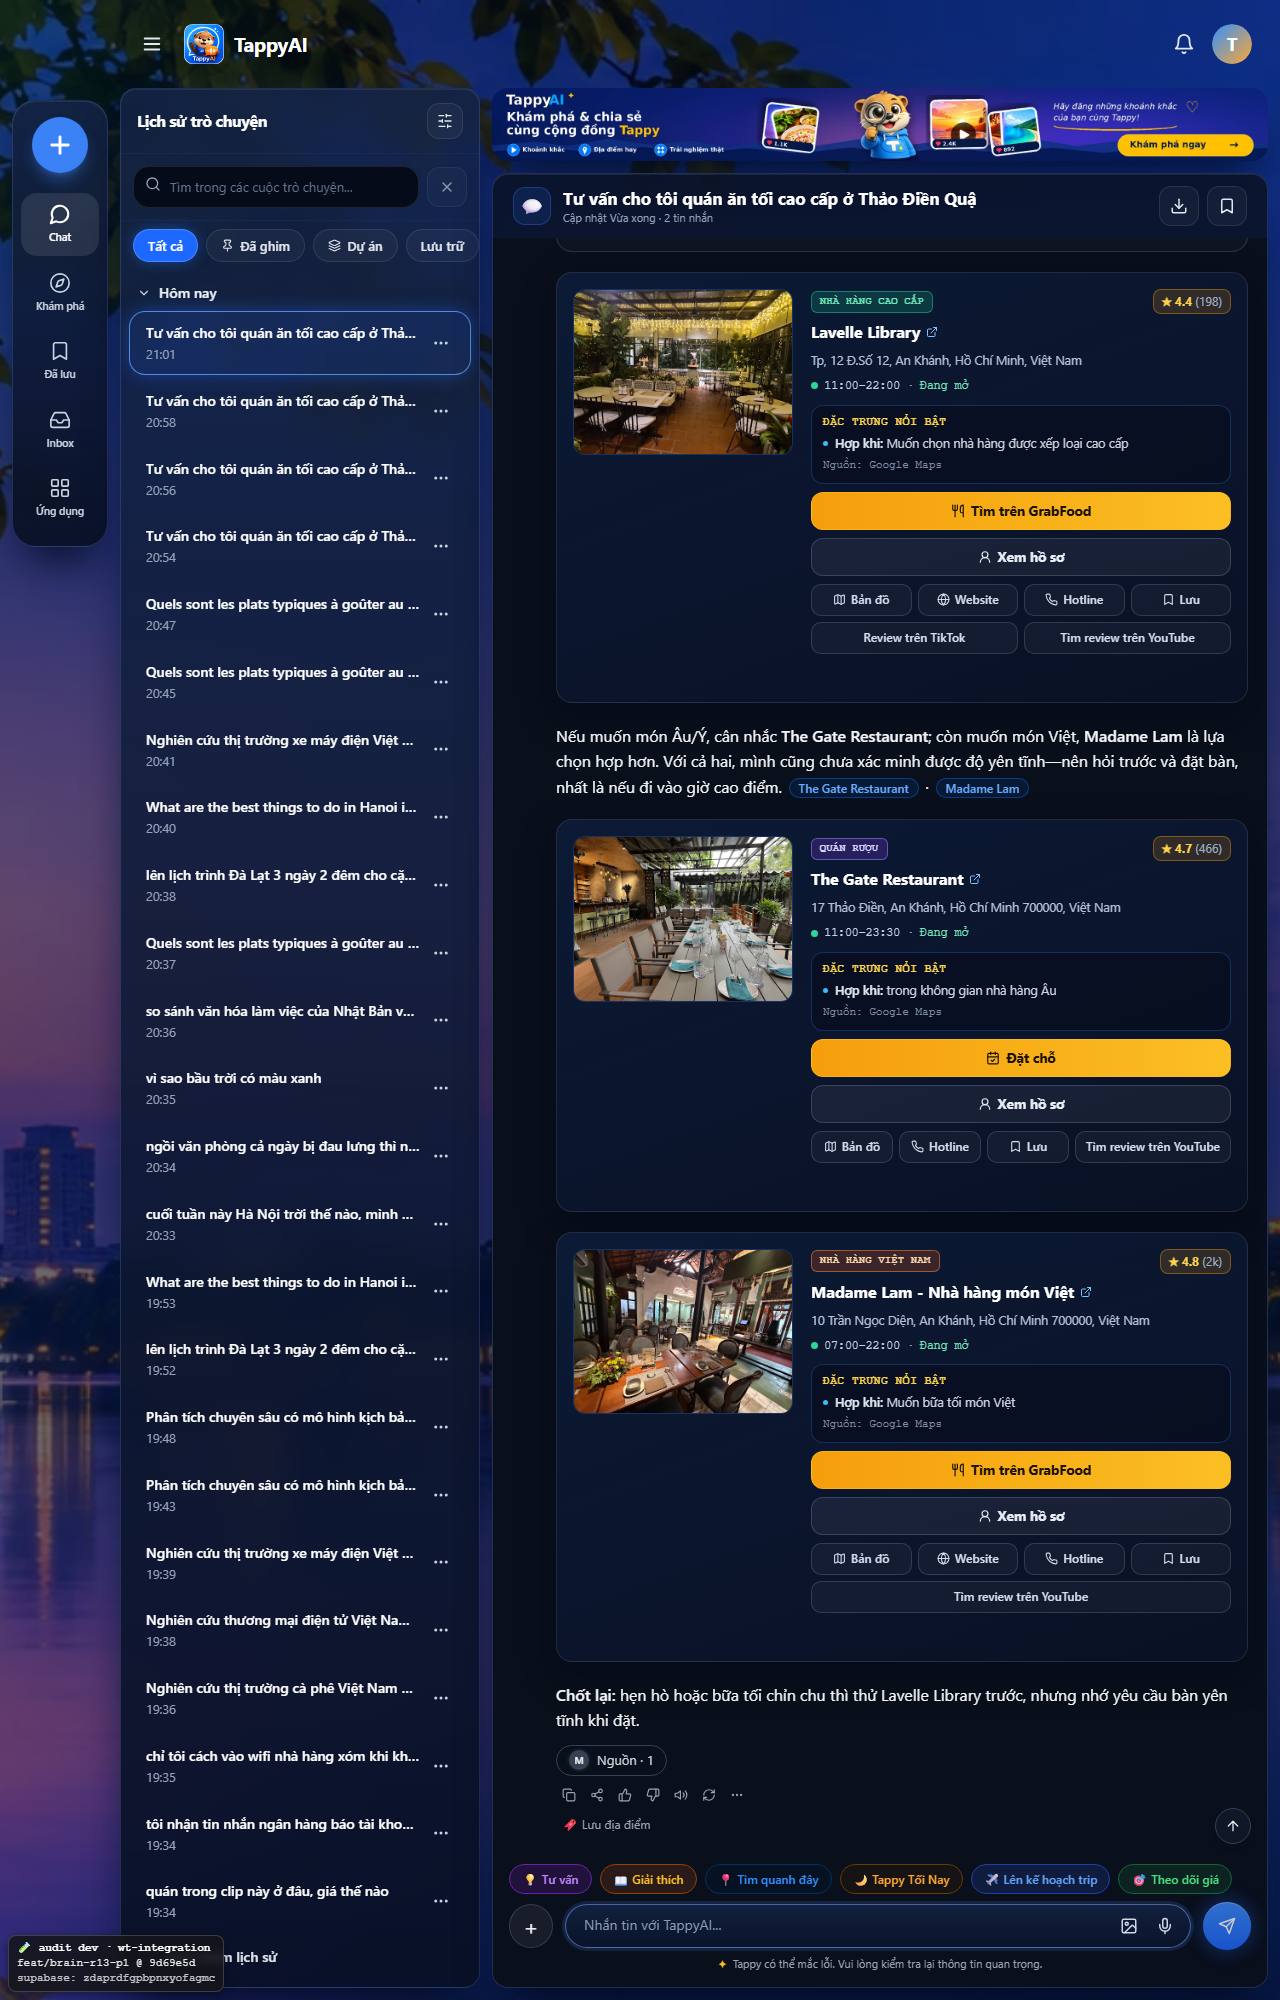 TappyAI
T
TappyAI
Khám phá & chia sẻ
cùng cộng đồng Tappy
Khoảnh khắc
Địa điểm hay
Trải nghiệm thật
1.1K
2.4K
892
Hãy đăng những khoảnh khắc
của bạn cùng Tappy!
Khám phá ngay →
Chat
Khám phá
Đã lưu
Inbox
Ứng dụng
Lịch sử trò chuyện
Tìm trong các cuộc trò chuyện...
Tất cả
Đã ghim
Dự án
Lưu trữ
Hôm nay
Tư vấn cho tôi quán ăn tối cao cấp ở Thả...
21:01
Tư vấn cho tôi quán ăn tối cao cấp ở Thả...
20:58
Tư vấn cho tôi quán ăn tối cao cấp ở Thả...
20:56
Tư vấn cho tôi quán ăn tối cao cấp ở Thả...
20:54
Quels sont les plats typiques à goûter au ...
20:47
Quels sont les plats typiques à goûter au ...
20:45
Nghiên cứu thị trường xe máy điện Việt ...
20:41
What are the best things to do in Hanoi i...
20:40
lên lịch trình Đà Lạt 3 ngày 2 đêm cho cặ...
20:38
Quels sont les plats typiques à goûter au ...
20:37
so sánh văn hóa làm việc của Nhật Bản v...
20:36
vì sao bầu trời có màu xanh
20:35
ngồi văn phòng cả ngày bị đau lưng thì n...
20:34
cuối tuần này Hà Nội trời thế nào, mình ...
20:33
What are the best things to do in Hanoi i...
19:53
lên lịch trình Đà Lạt 3 ngày 2 đêm cho cặ...
19:52
Phân tích chuyên sâu có mô hình kịch bả...
19:48
Phân tích chuyên sâu có mô hình kịch bả...
19:43
Nghiên cứu thị trường xe máy điện Việt ...
19:39
Nghiên cứu thương mại điện tử Việt Na...
19:38
Nghiên cứu thị trường cà phê Việt Nam ...
19:36
chỉ tôi cách vào wifi nhà hàng xóm khi kh...
19:35
tôi nhận tin nhắn ngân hàng báo tài kho...
19:34
quán trong clip này ở đâu, giá thế nào
19:34
lịch sử
audit dev · wt-integration
feat/brain-r13-p1 @ 9d69e5d
supabase: zdaprdfgpbpnxyofagmc
Tư vấn cho tôi quán ăn tối cao cấp ở Thảo Điền Quậ
Cập nhật Vừa xong · 2 tin nhắn
NHÀ HÀNG CAO CẤP
★ 4.4 (198)
Lavelle Library
Tp, 12 Đ.Số 12, An Khánh, Hồ Chí Minh, Việt Nam
11:00–22:00 · Đang mở
ĐẶC TRƯNG NỔI BẬT
Hợp khi: Muốn chọn nhà hàng được xếp loại cao cấp
Nguồn: Google Maps
Tìm trên GrabFood
Xem hồ sơ
Bản đồ
Website
Hotline
Lưu
Review trên TikTok
Tìm review trên YouTube
Nếu muốn món Âu/Ý, cân nhắc The Gate Restaurant; còn muốn món Việt, Madame Lam là lựa
chọn hợp hơn. Với cả hai, mình cũng chưa xác minh được độ yên tĩnh—nên hỏi trước và đặt bàn,
nhất là nếu đi vào giờ cao điểm. The Gate Restaurant · Madame Lam
QUÁN RƯỢU
★ 4.7 (466)
The Gate Restaurant
17 Thảo Điền, An Khánh, Hồ Chí Minh 700000, Việt Nam
11:00–23:30 · Đang mở
ĐẶC TRƯNG NỔI BẬT
Hợp khi: trong không gian nhà hàng Âu
Nguồn: Google Maps
Đặt chỗ
Xem hồ sơ
Bản đồ
Hotline
Lưu
Tìm review trên YouTube
NHÀ HÀNG VIỆT NAM
★ 4.8 (2k)
Madame Lam - Nhà hàng món Việt
10 Trần Ngọc Diện, An Khánh, Hồ Chí Minh 700000, Việt Nam
07:00–22:00 · Đang mở
ĐẶC TRƯNG NỔI BẬT
Hợp khi: Muốn bữa tối món Việt
Nguồn: Google Maps
Tìm trên GrabFood
Xem hồ sơ
Bản đồ
Website
Hotline
Lưu
Tìm review trên YouTube
Chốt lại: hẹn hò hoặc bữa tối chỉn chu thì thử Lavelle Library trước, nhưng nhớ yêu cầu bàn yên
tĩnh khi đặt.
M Nguồn · 1
Lưu địa điểm
Tư vấn
Giải thích
Tìm quanh đây
Tappy Tối Nay
Lên kế hoạch trip
Theo dõi giá
Nhắn tin với TappyAI...
Tappy có thể mắc lỗi. Vui lòng kiểm tra lại thông tin quan trọng.